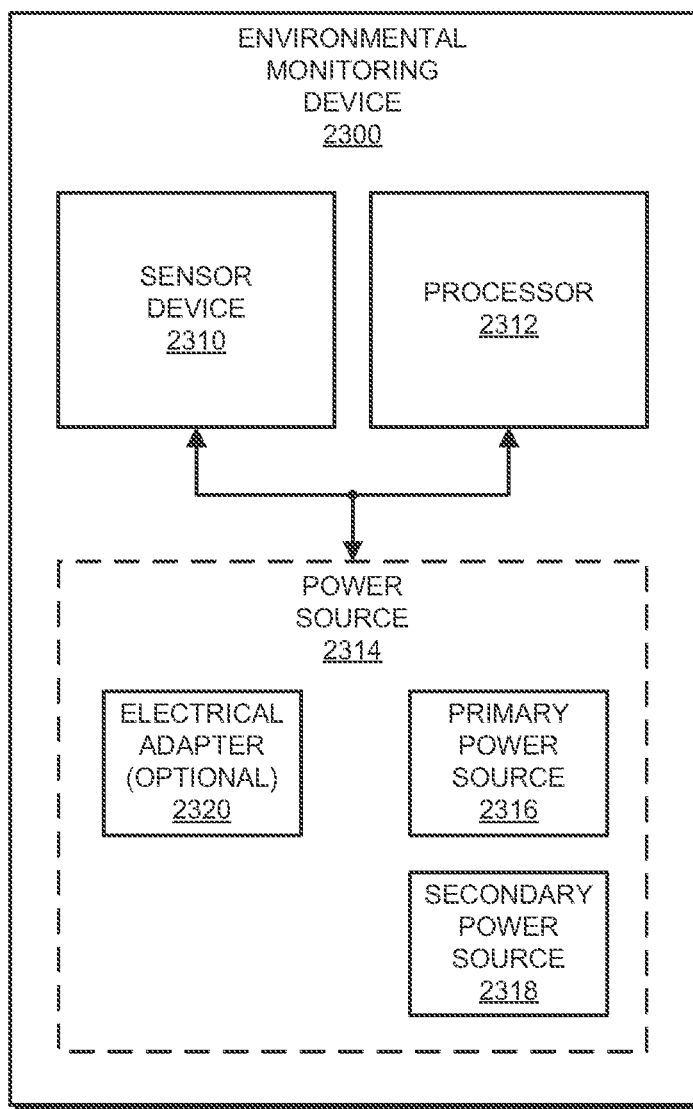 ENVIRONMENTAL
MONITORING
DEVICE
2300
SENSOR
DEVICE
2310
PROCESSOR
2312
POWER
SOURCE
2314
ELECTRICAL
ADAPTER
(OPTIONAL)
2320
PRIMARY
POWER
SOURCE
2316
SECONDARY
POWER
SOURCE
2318